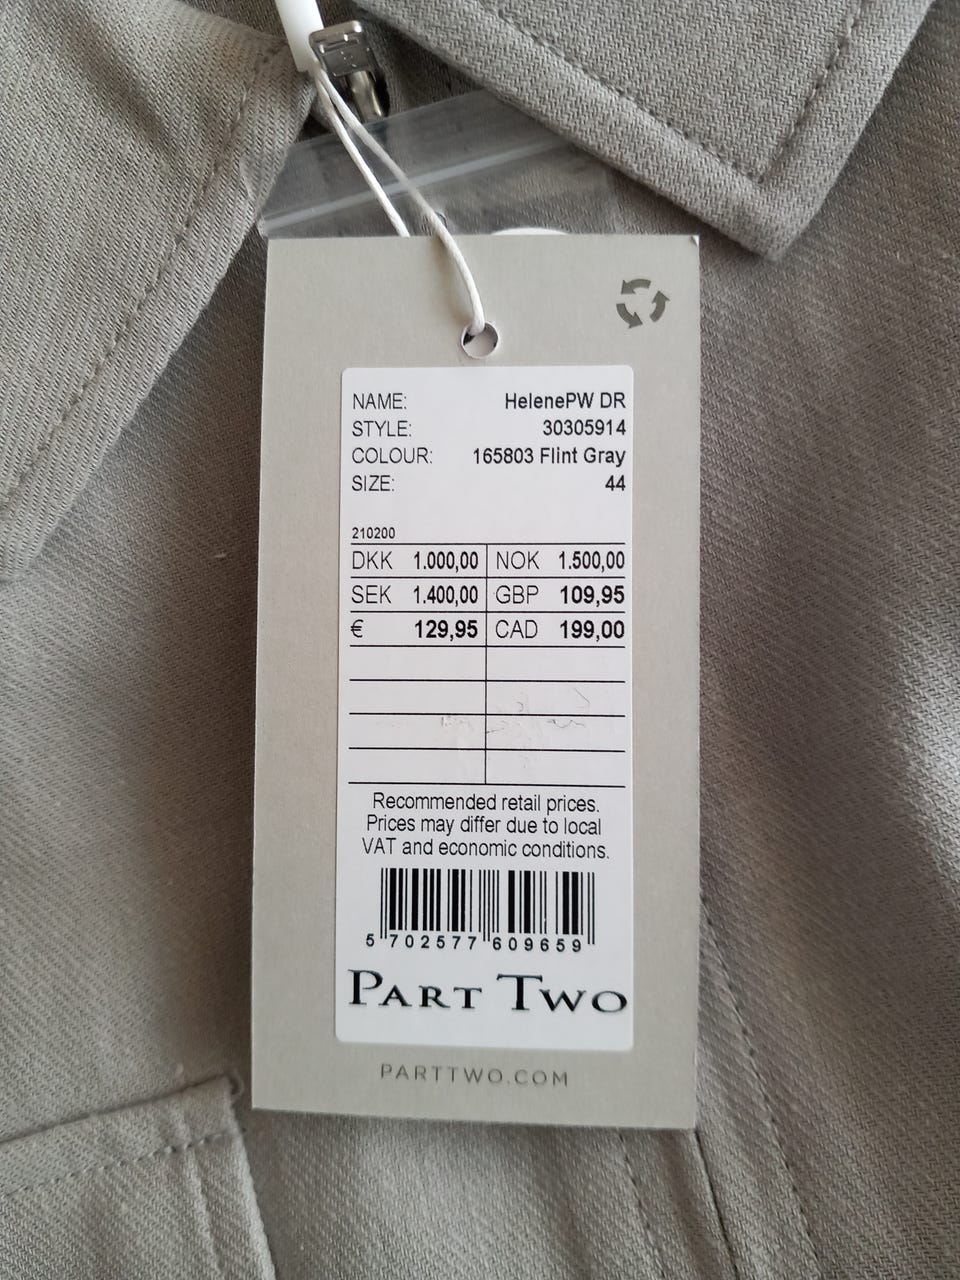 NAME: HelenePW DR
STYLE: 30305914
COLOUR: 165803 Flint Gray
SIZE: 44
210200
DKK 1.000,00 NOK 1.500,00
SEK 1.400,00 GBP 109,95
€ 129,95 CAD 199,00
Recommended retail prices.
Prices may differ due to local
VAT and economic conditions.
5 702577 609659
PART TWO
PARTTWO.COM